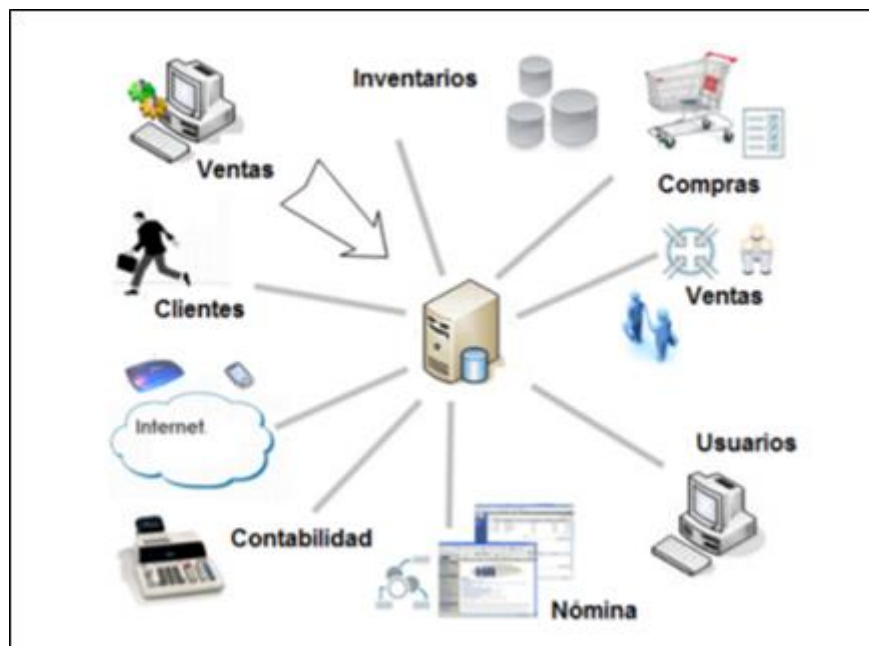 Inventarios
Ventas
Compras
Clientes
Ventas
Internet
Usuarios
Contabilidad
Nómina